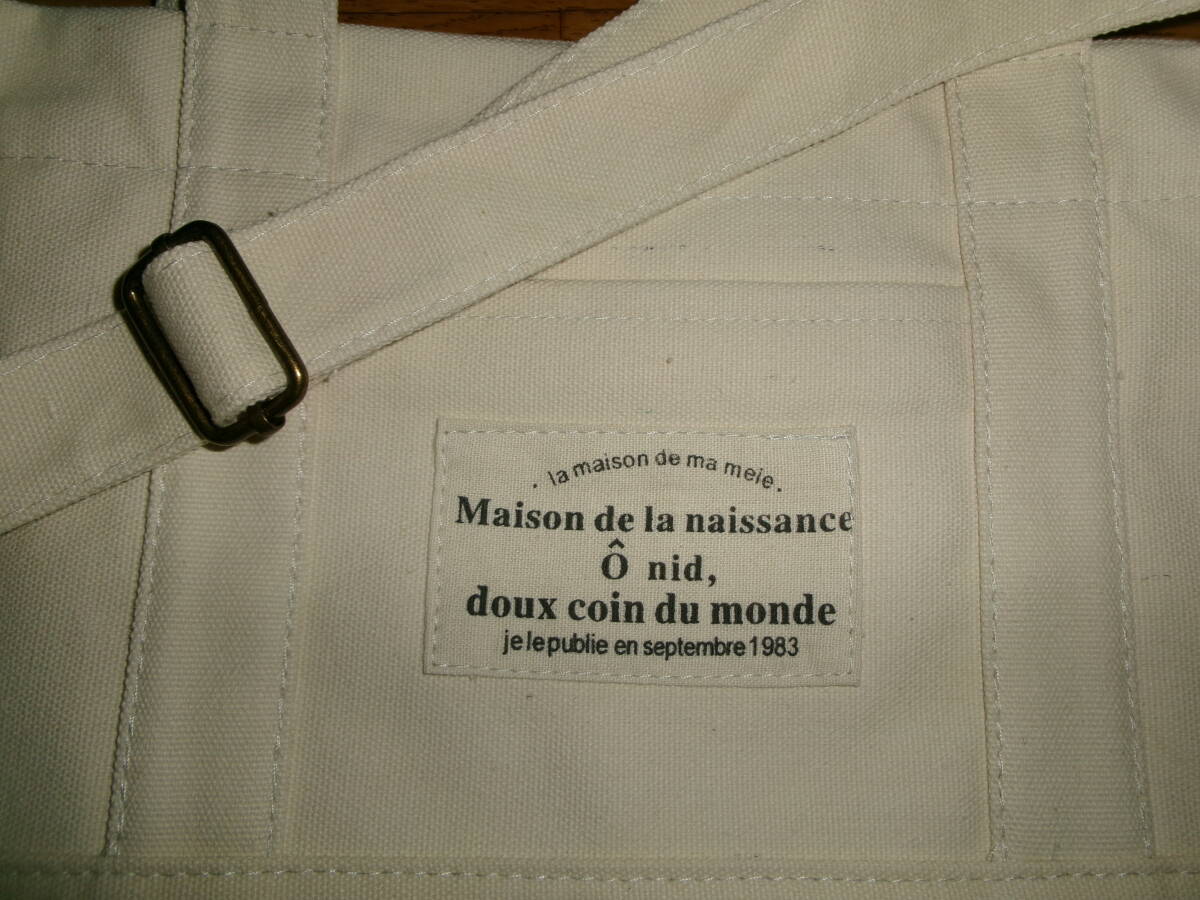 . la maison de ma meie .
Maison de la naissance
Ô nid,
doux coin du monde
je le publie en septembre 1983